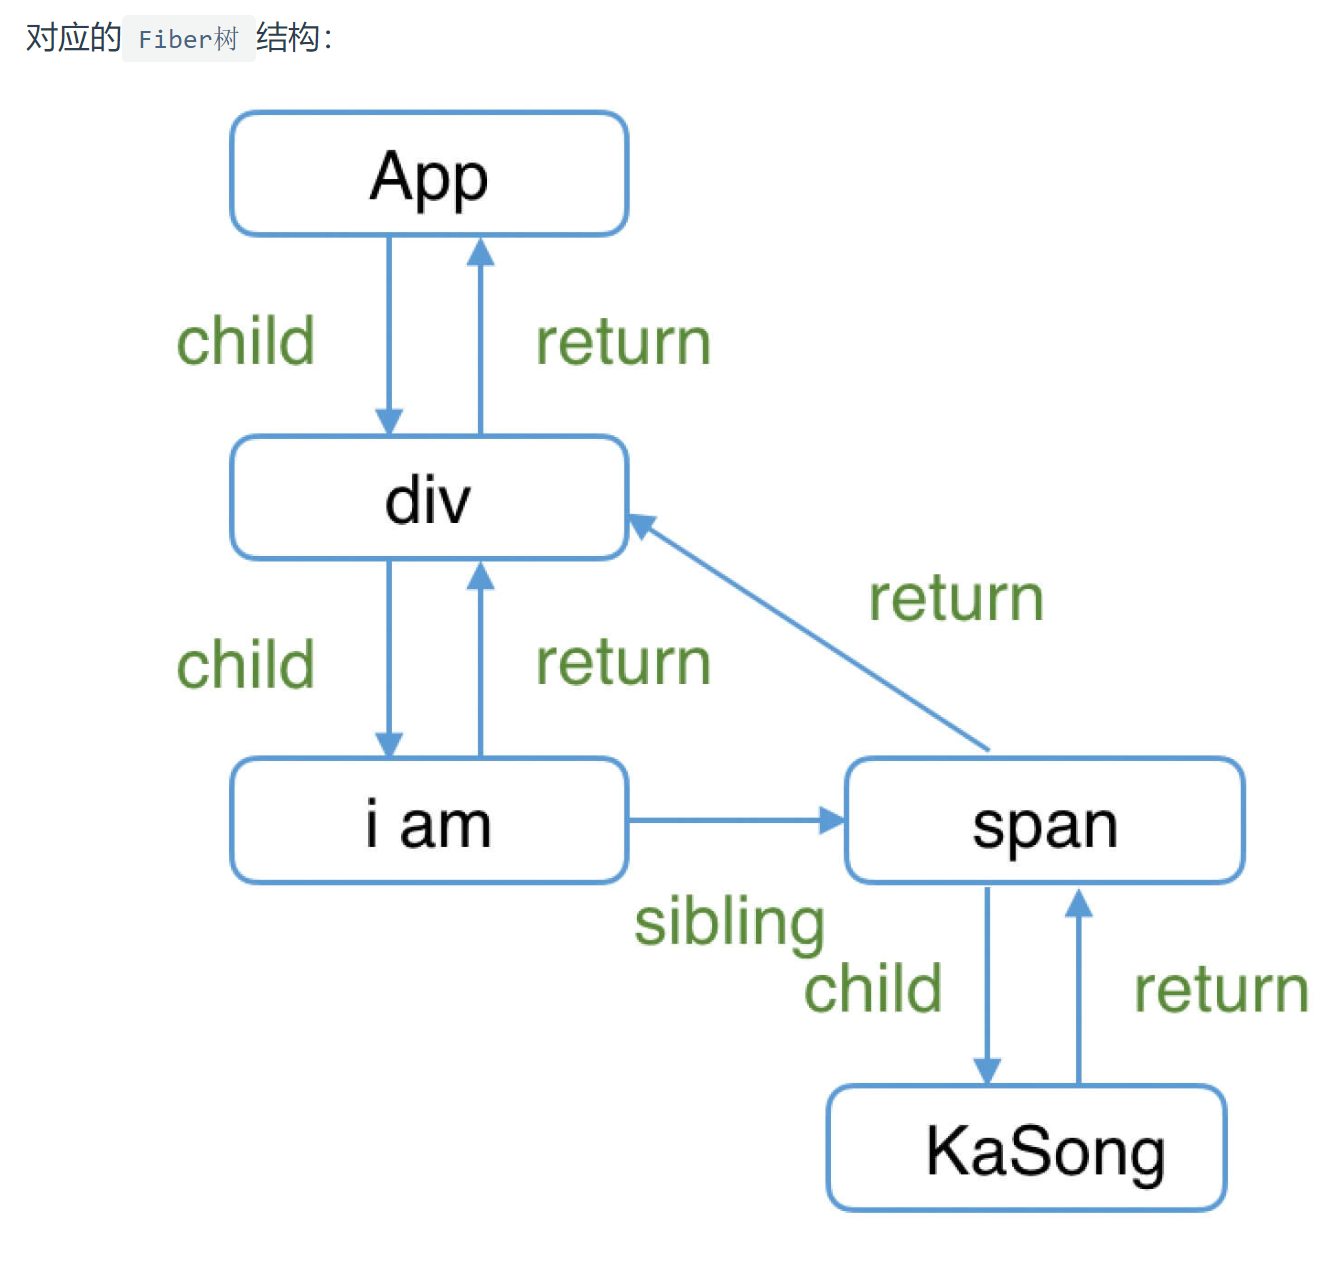 对应的 Fiber树 结构：
App
child return
div
return
child return
i am span
sibling
child return
KaSong